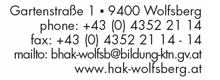 Gartenstraße 1 ▪ 9400 Wolfsberg
phone: +43 (0) 4352 21 14
fax: +43 (0) 4352 21 14 - 14
mailto: bhak-wolfsb@bildung-ktn.gv.at
www.hak-wolfsberg.at